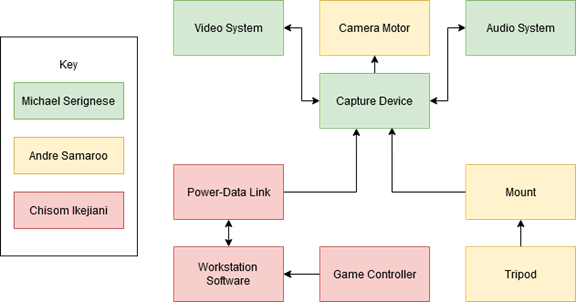 Video System
Camera Motor
Audio System
Key
Michael Serignese
Capture Device
Andre Samaroo
Chisom Ikejiani
Power-Data Link
Mount
Workstation
Software
Game Controller
Tripod